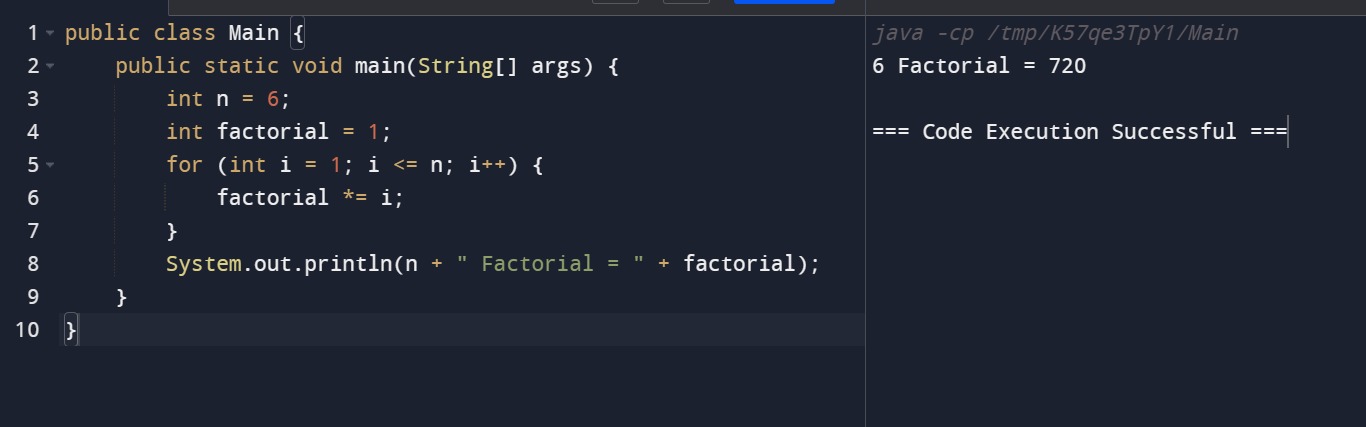 1 public class Main {
2     public static void main(String[] args) {
3         int n = 6;
4         int factorial = 1;
5         for (int i = 1; i <= n; i++) {
6             factorial *= i;
7         }
8         System.out.println(n + " Factorial = " + factorial);
9     }
10 }
java -cp /tmp/K57qe3TpY1/Main
6 Factorial = 720
=== Code Execution Successful ===